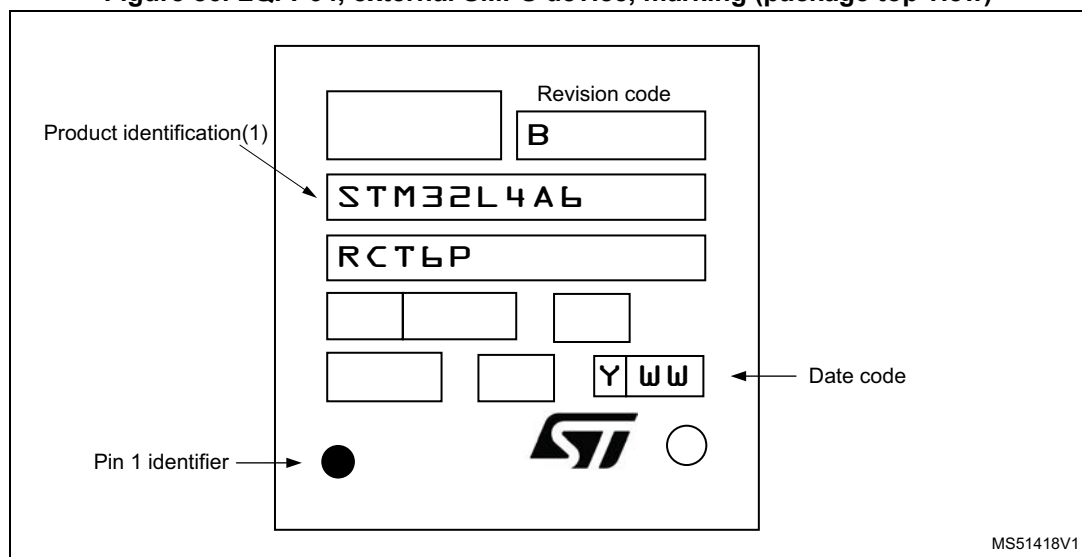 Figure LQFP64, external SMPS device, marking (package top view)
Revision code
Product identification(1)
B
STM32L4A6
RCT6P
Y WW
Date code
ST
Pin 1 identifier
MS51418V1